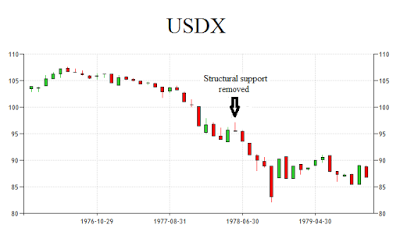 USDX
Structural support
removed
110 110
105 105
100 100
95 95
90 90
85 85
80 80
1976-10-29 1977-08-31 1978-06-30 1979-04-30